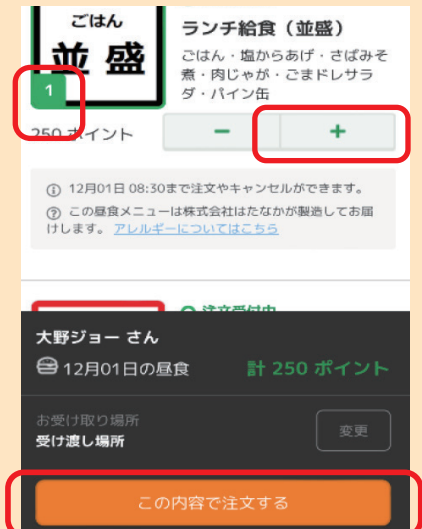 ごはん
並盛
1
ランチ給食（並盛）
ごはん・塩からあげ・さばみそ
煮・肉じゃが・ごまドレサラ
ダ・パイン缶
250 ポイント
−
+
12月01日 08:30まで注文やキャンセルができます。
この昼食メニューは株式会社はたなかが製造してお届
けします。 アレルギーについてはこちら
注文受付中
大野ジョー さん
12月01日の昼食
計 250 ポイント
お受け取り場所
受け渡し場所
変更
この内容で注文する